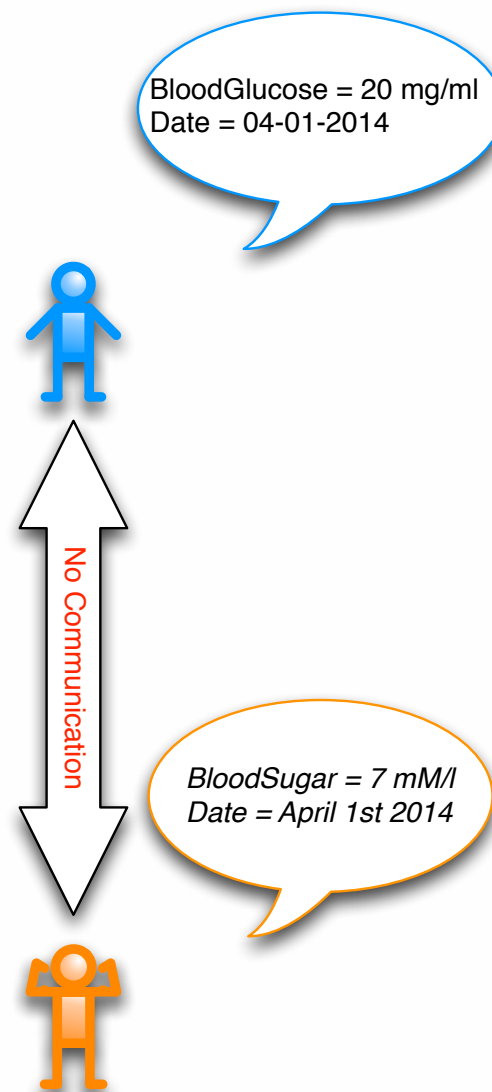 BloodGlucose = 20 mg/ml
Date = 04-01-2014
No Communication
BloodSugar = 7 mM/l
Date = April 1st 2014